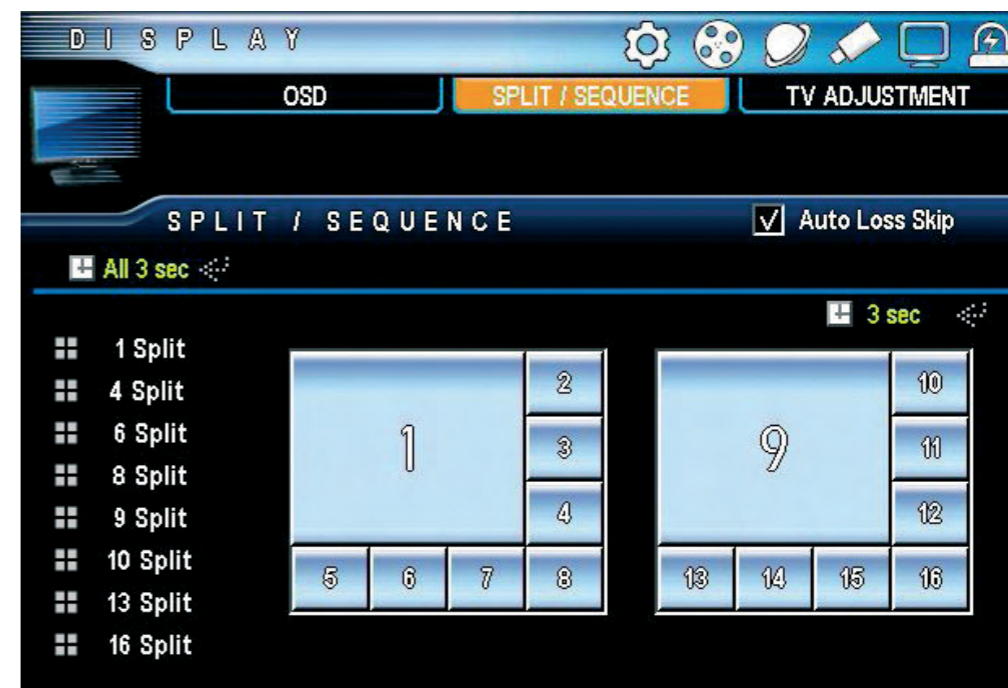 DISPLAY
OSD SPLIT / SEQUENCE TV ADJUSTMENT
SPLIT / SEQUENCE Auto Loss Skip
All 3 sec
3 sec
1 Split
4 Split
6 Split
8 Split
9 Split
10 Split
13 Split
16 Split
1 2 3 4
5 6 7 8
9 10 11 12
13 14 15 16